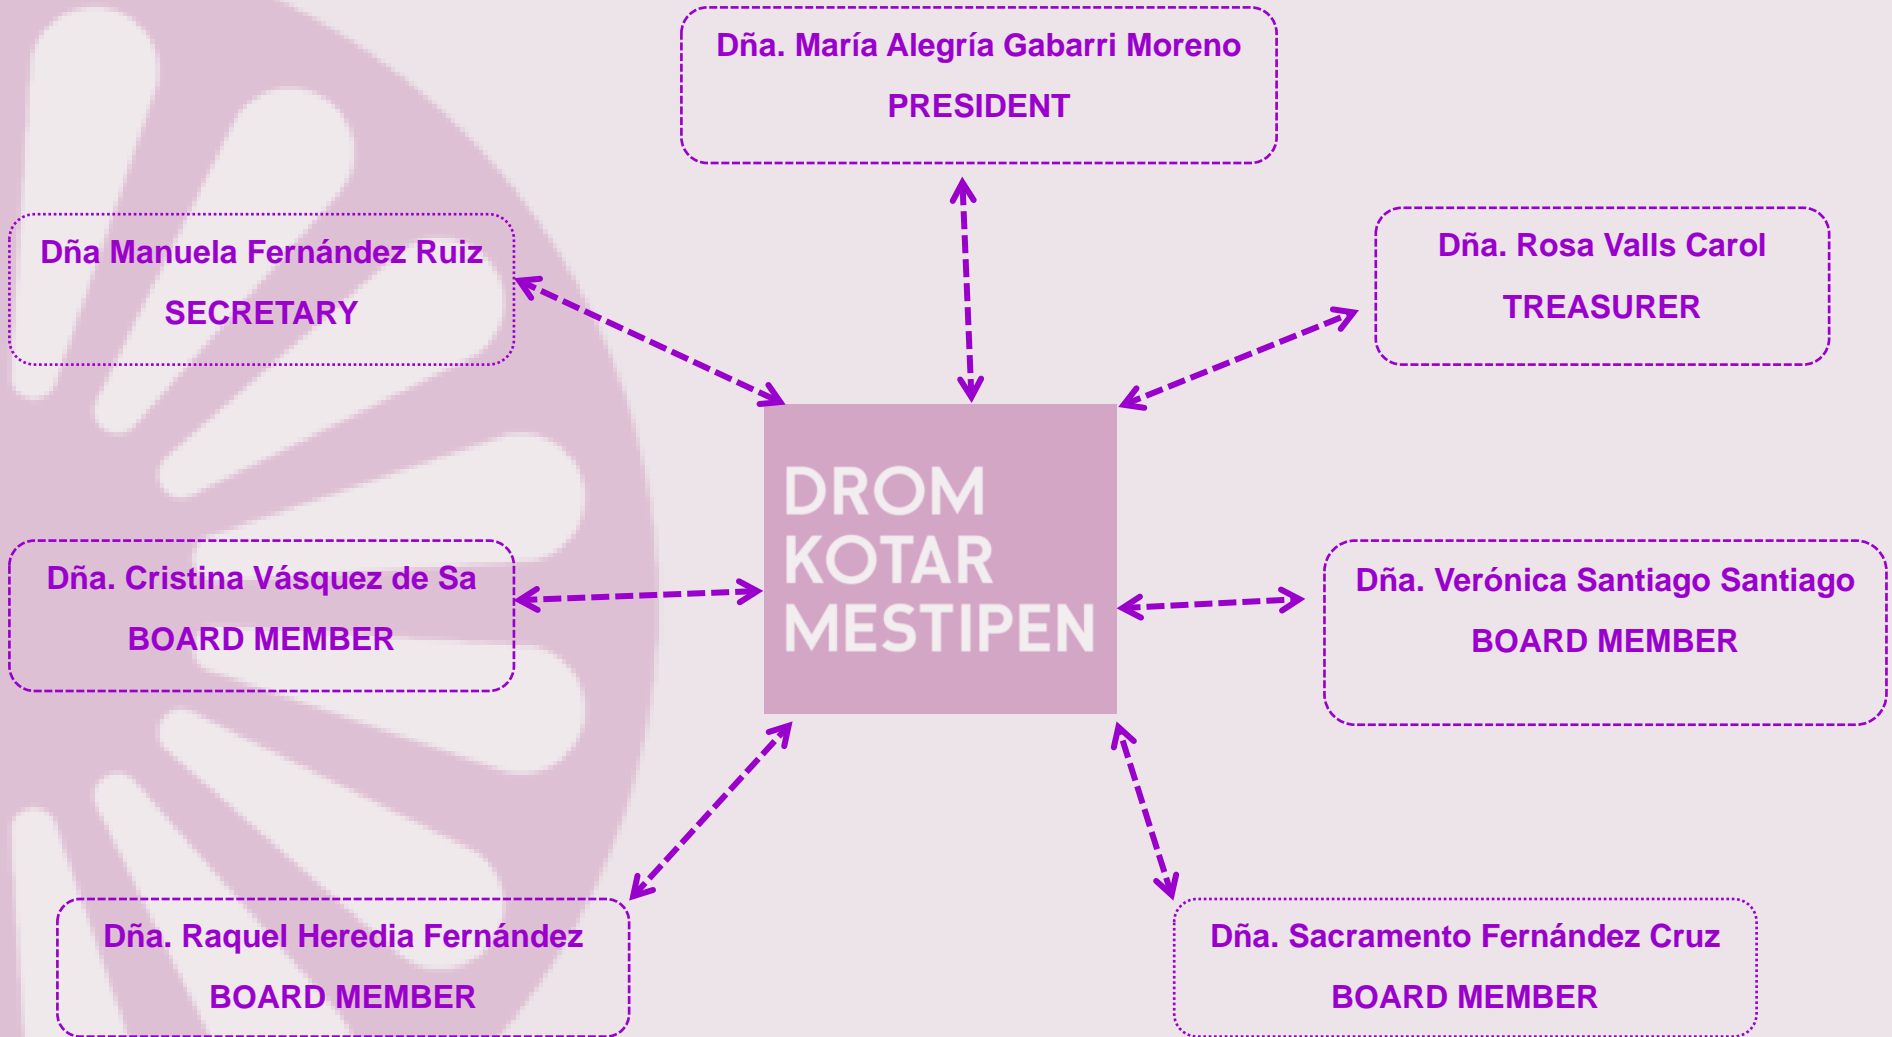 Dña. María Alegría Gabarri Moreno
PRESIDENT
Dña Manuela Fernández Ruiz
SECRETARY
Dña. Rosa Valls Carol
TREASURER
DROM
KOTAR
MESTIPEN
Dña. Cristina Vásquez de Sa
BOARD MEMBER
Dña. Verónica Santiago Santiago
BOARD MEMBER
Dña. Raquel Heredia Fernández
BOARD MEMBER
Dña. Sacramento Fernández Cruz
BOARD MEMBER